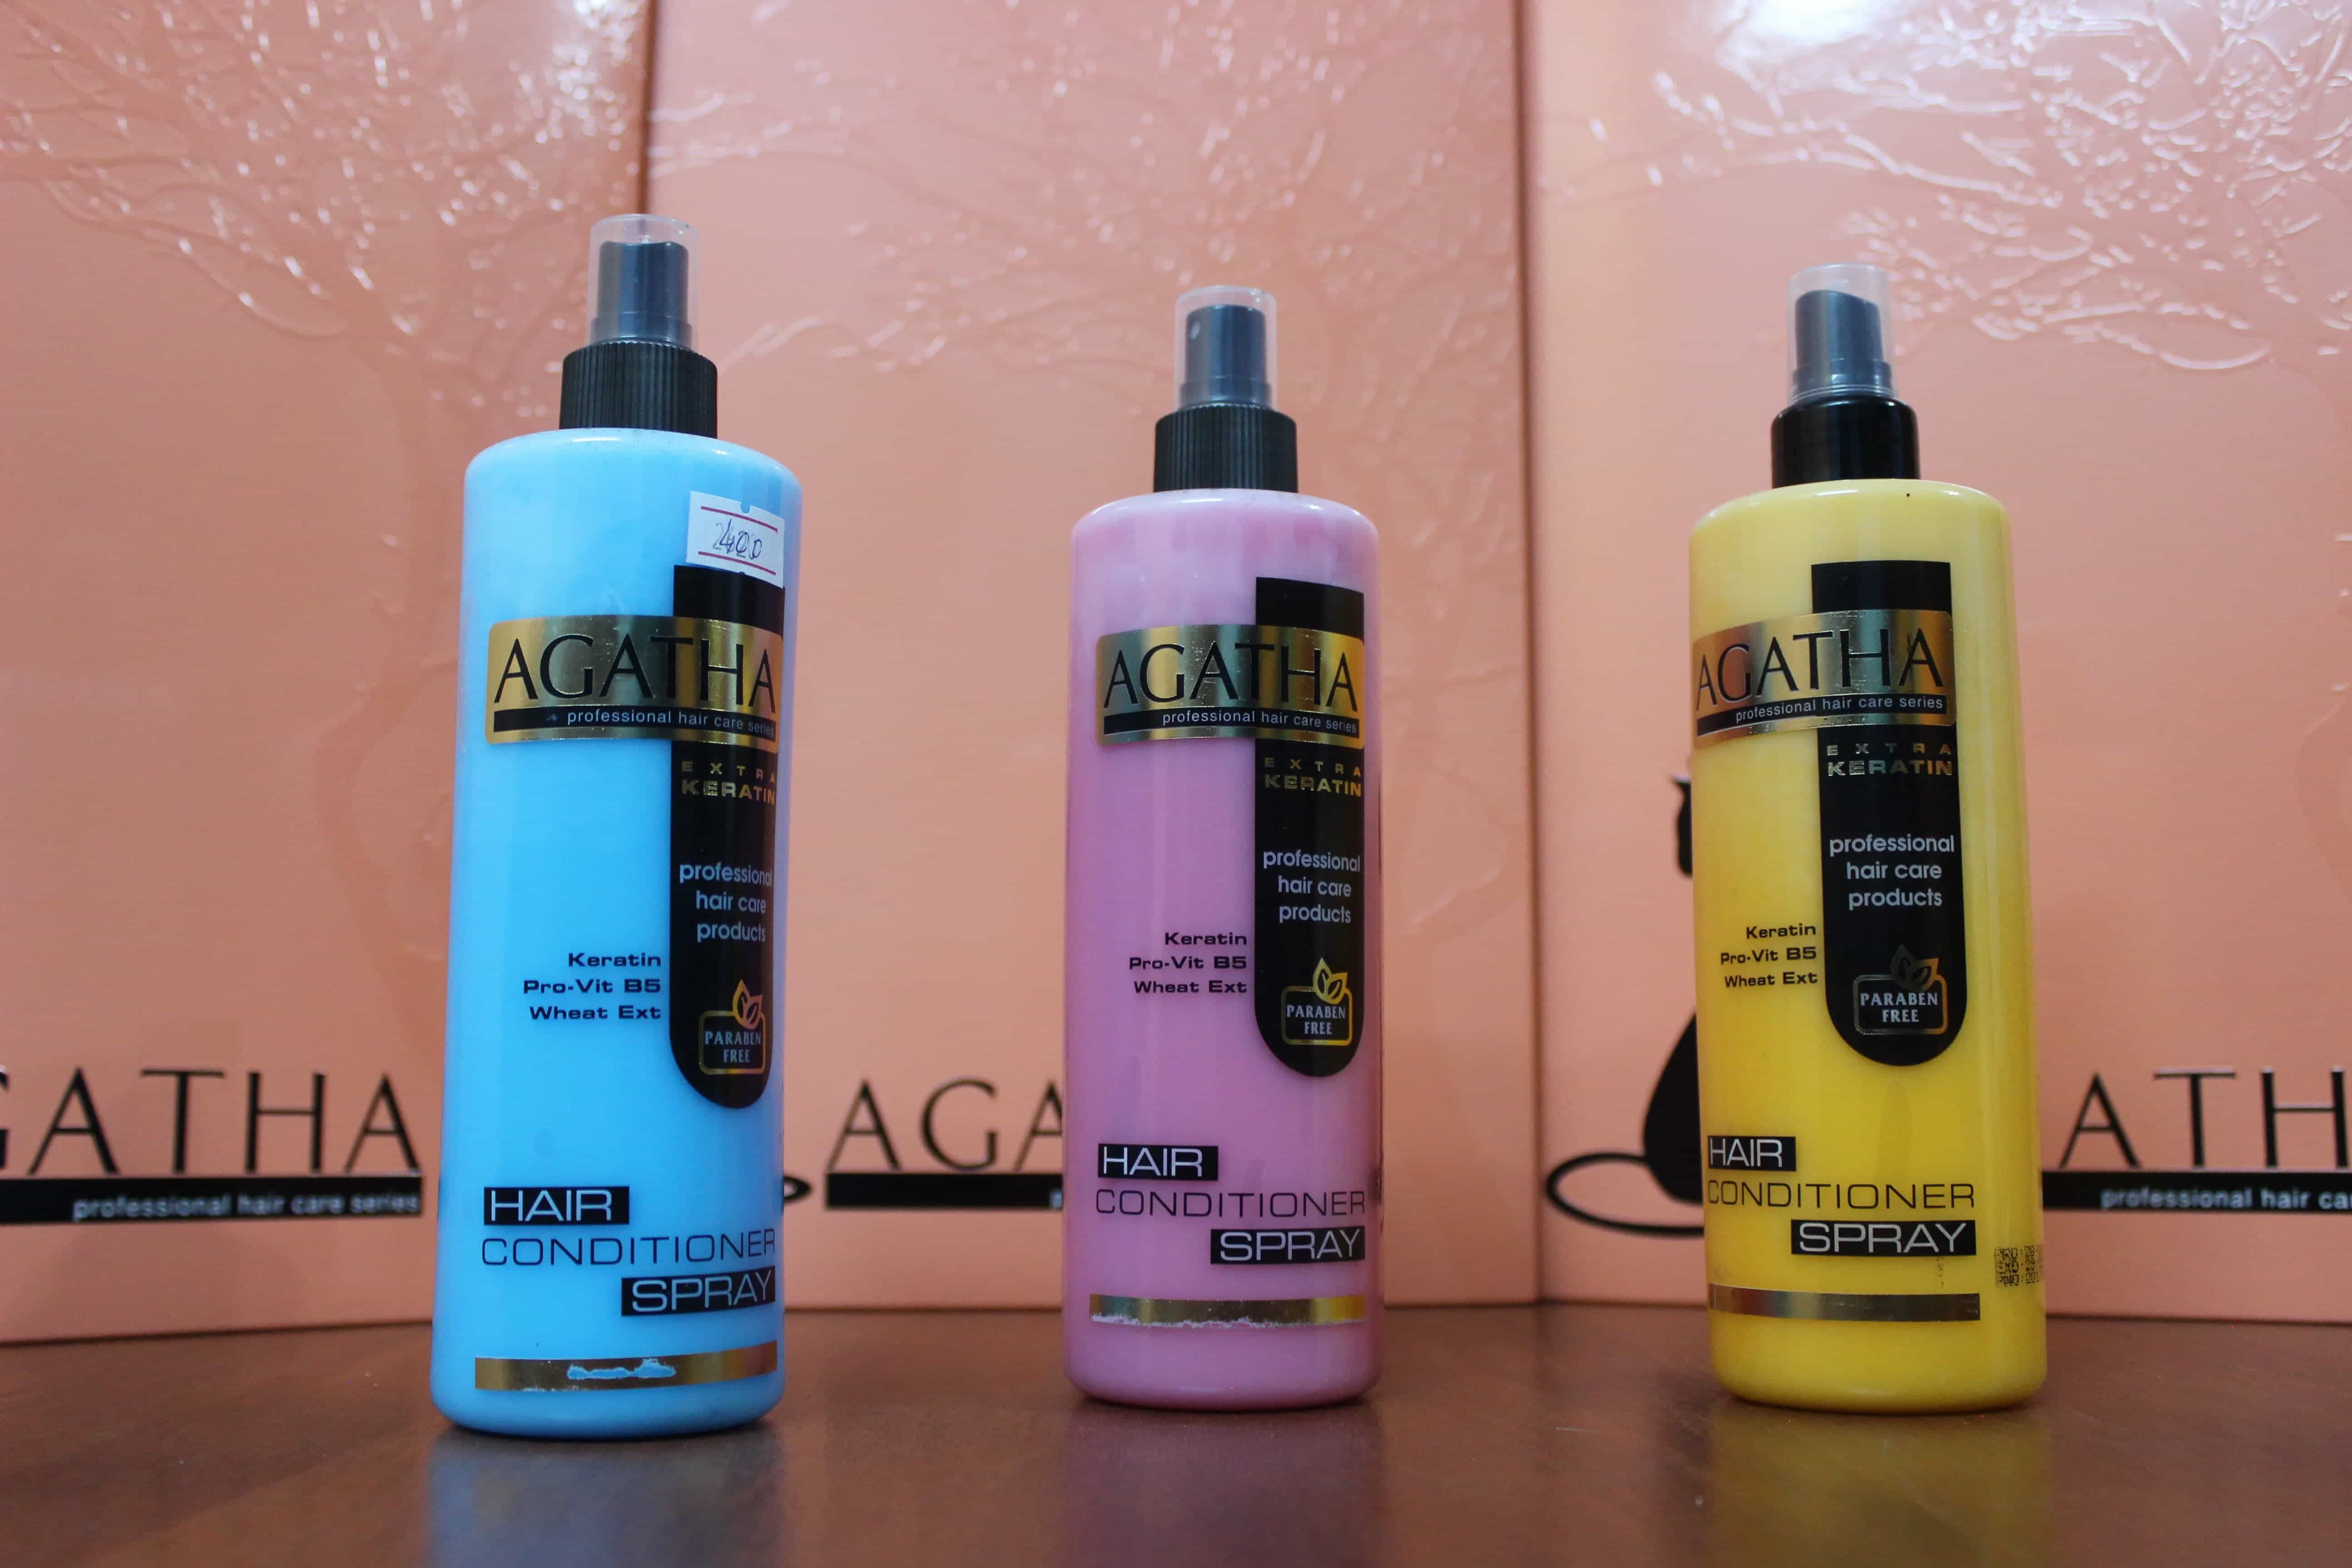 400
AGATHA
professional hair care series
EXTRA
KERATIN
professional
hair care
products
Keratin
Pro-Vit B5
Wheat Ext
PARABEN
FREE
HAIR
CONDITIONER
SPRAY
AGATHA
professional hair care series
EXTRA
KERATIN
professional
hair care
products
Keratin
Pro-Vit B5
Wheat Ext
PARABEN
FREE
HAIR
CONDITIONER
SPRAY
AGATHA
professional hair care series
EXTRA
KERATIN
professional
hair care
products
Keratin
Pro-Vit B5
Wheat Ext
PARABEN
FREE
HAIR
CONDITIONER
SPRAY
GATHA
professional hair care series
AGA
ATH
professional hair ca